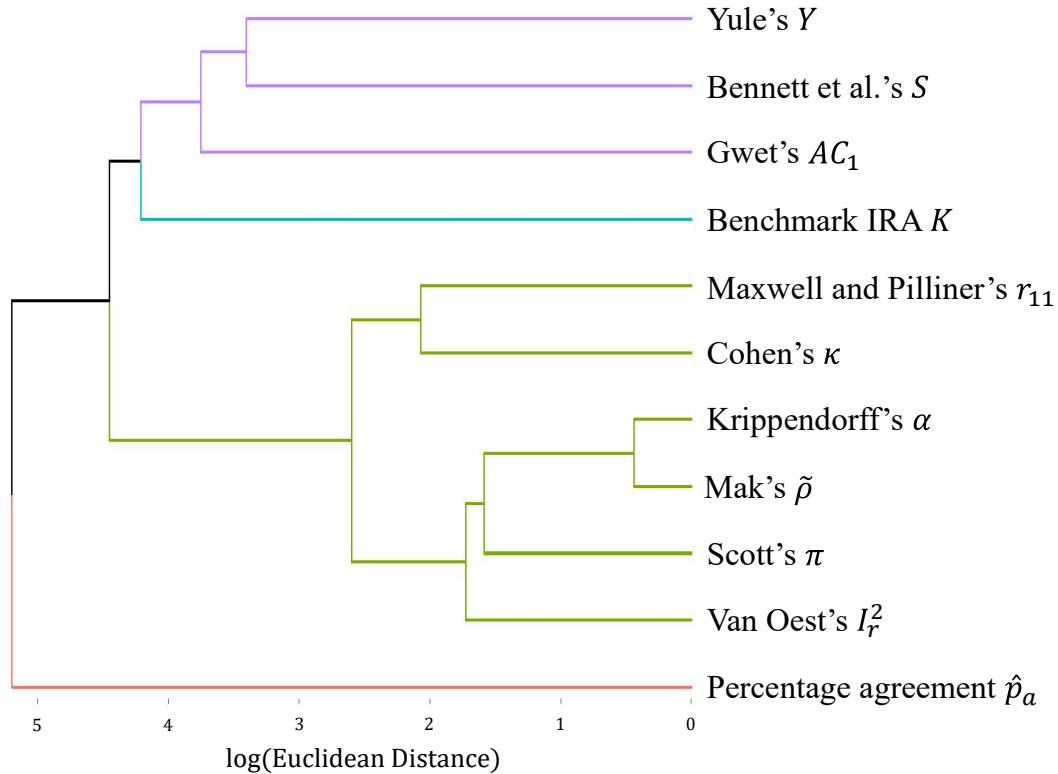 Yule’s Y
Bennett et al.’s S
Gwet’s AC₁
Benchmark IRA K
Maxwell and Pilliner’s r₁₁
Cohen’s κ
Krippendorff’s α
Mak’s ρ̃
Scott’s π
Van Oest’s Iᵣ²
Percentage agreement p̂ₐ
5 4 3 2 1 0
log(Euclidean Distance)